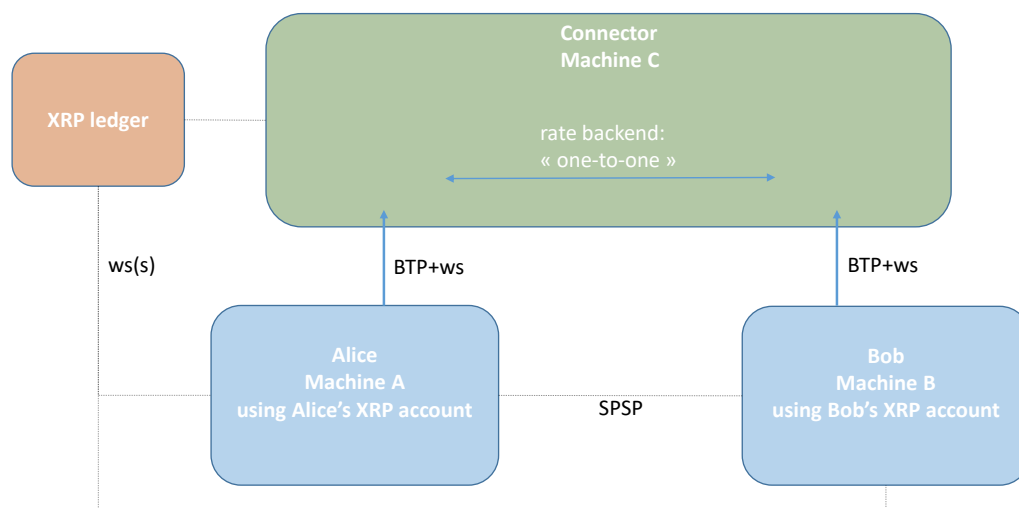 Connector
Machine C
XRP ledger
rate backend:
« one-to-one »
ws(s)
BTP+ws
BTP+ws
Alice
Machine A
using Alice’s XRP account
SPSP
Bob
Machine B
using Bob’s XRP account